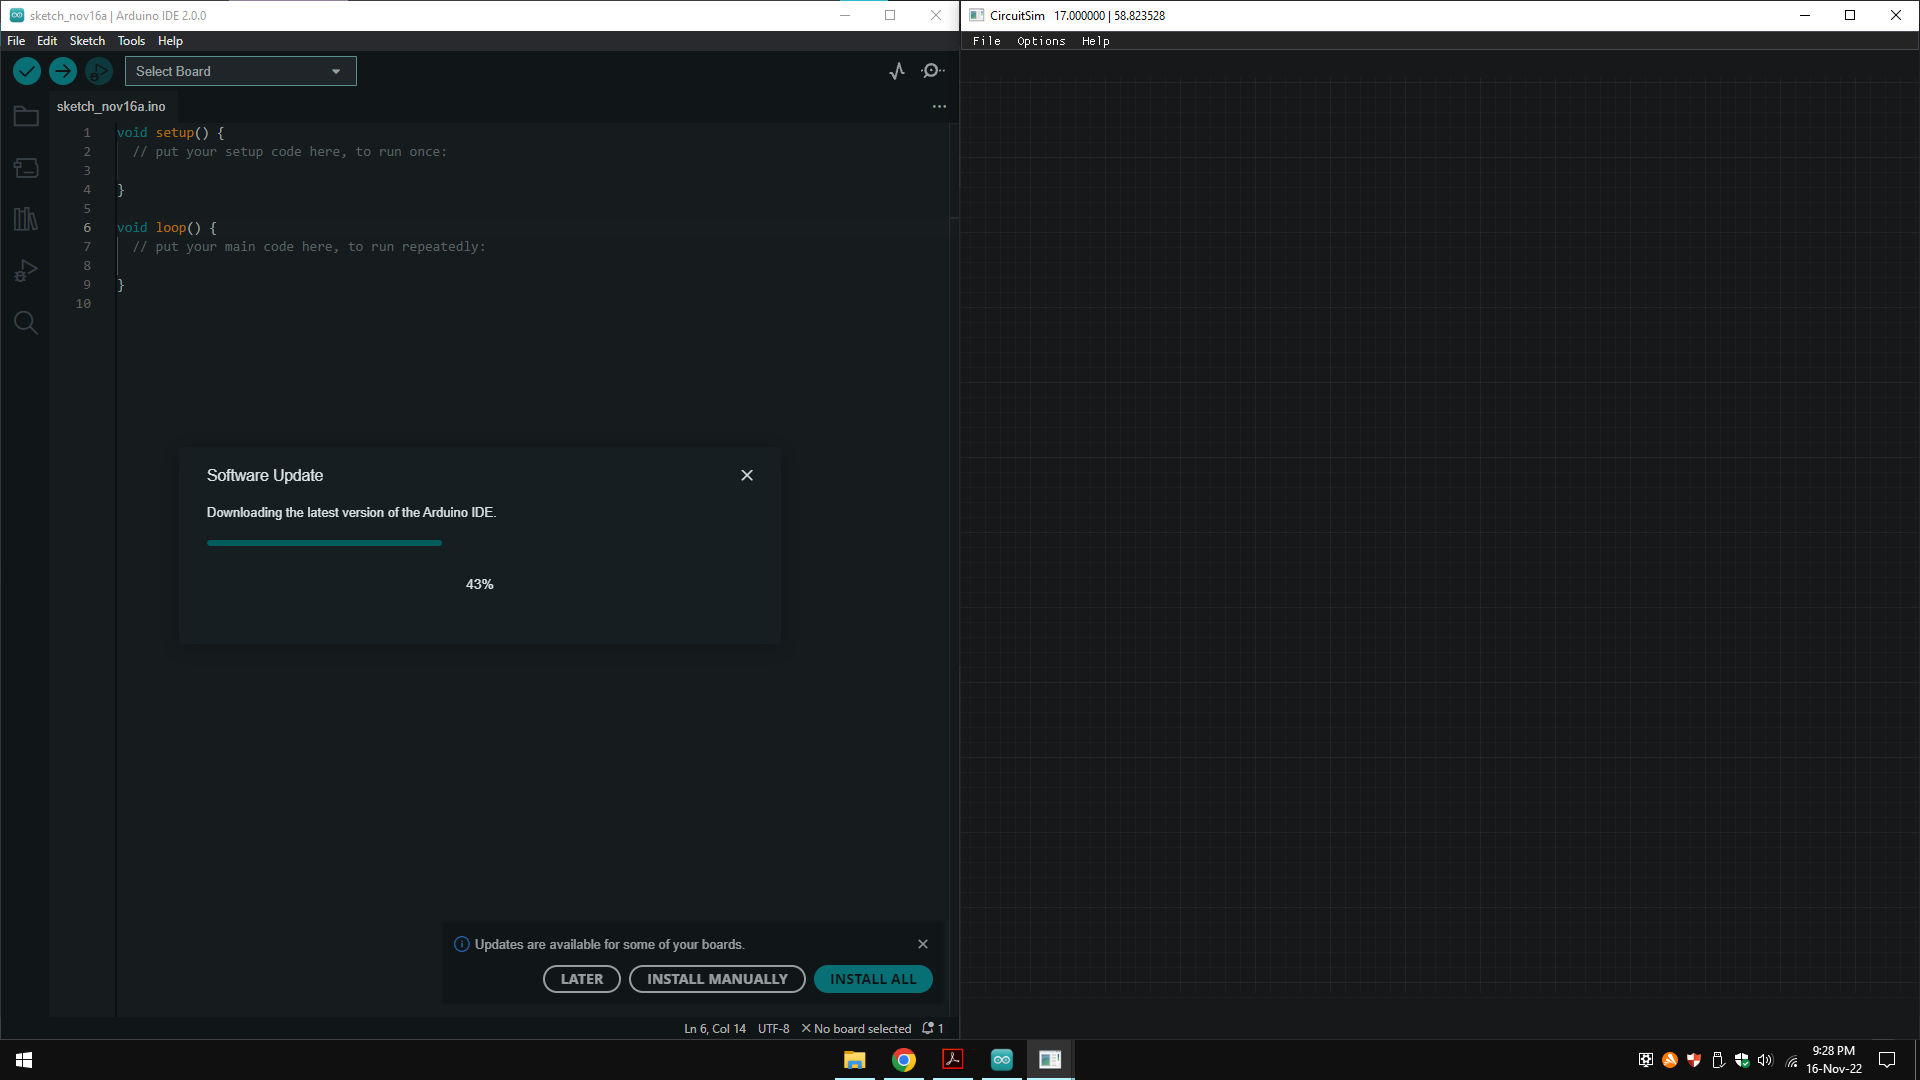 sketch_nov16a | Arduino IDE 2.0.0
File Edit Sketch Tools Help
Select Board
sketch_nov16a.ino
1 void setup() {
2 // put your setup code here, to run once:
3
4 }
5
6 void loop() {
7 // put your main code here, to run repeatedly:
8
9 }
10
Software Update
Downloading the latest version of the Arduino IDE.
43%
Updates are available for some of your boards.
LATER INSTALL MANUALLY INSTALL ALL
Ln 6, Col 14 UTF-8 No board selected 1
CircuitSim 17.000000 | 58.823528
File Options Help
9:28 PM
16-Nov-22